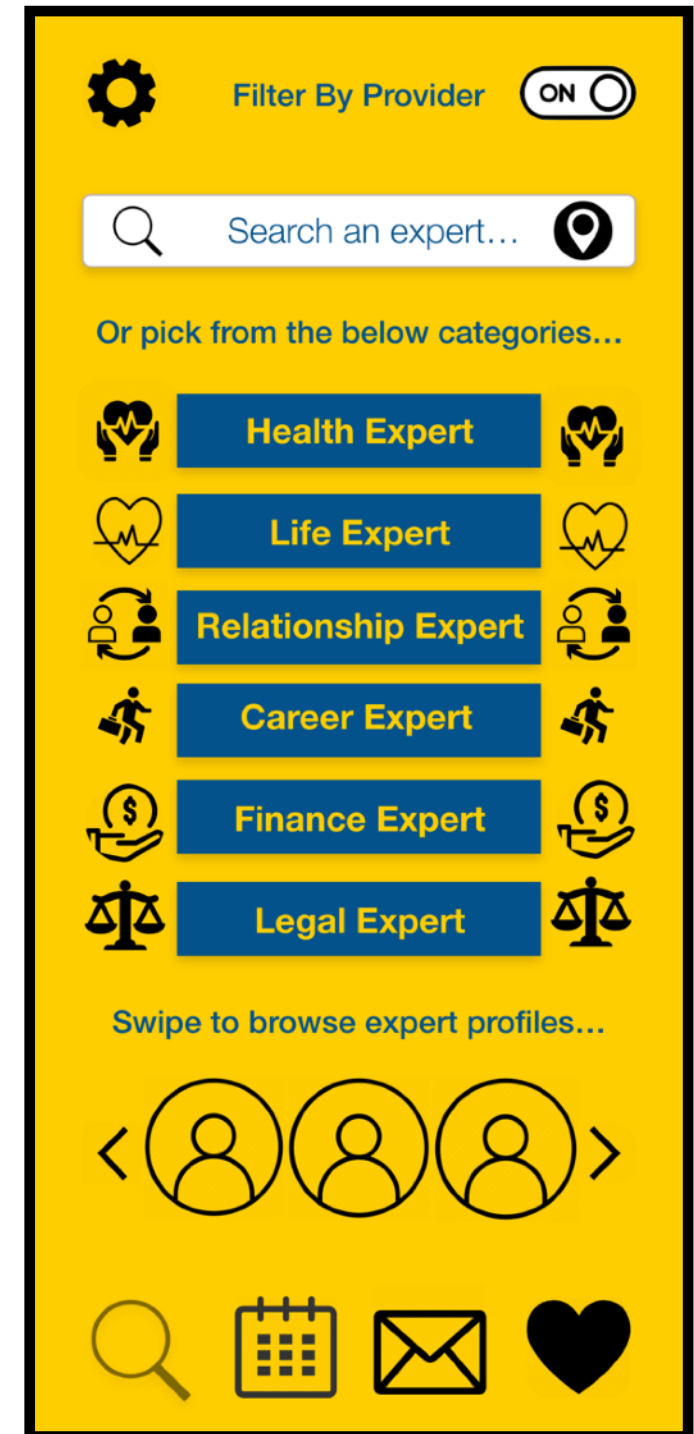 Filter By Provider ON
Search an expert...
Or pick from the below categories...
Health Expert
Life Expert
Relationship Expert
Career Expert
$ Finance Expert $
Legal Expert
Swipe to browse expert profiles...